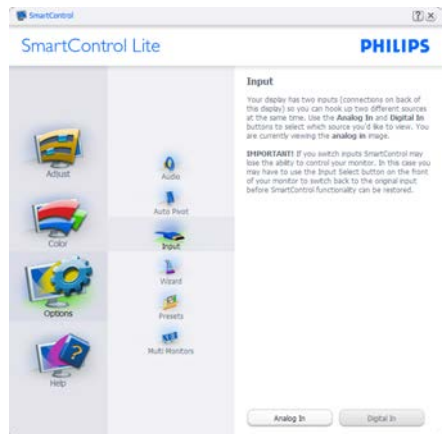 SmartControl
SmartControl Lite
PHILIPS
Adjust
Color
Options
Help
Audio
Auto Pivot
Input
Wizard
Presets
Multi Monitors
Input
Your display has two inputs (connections on back of
this display) so you can hook up two different sources
at the same time. Use the Analog In and Digital In
buttons to select which source you'd like to view. You
are currently viewing the analog in image.
IMPORTANT! If you switch inputs SmartControl may
lose the ability to control your monitor. In this case you
may have to use the Input Select button on the front
of your monitor to switch back to the original input
before SmartControl functionality can be restored.
Analog In
Digital In